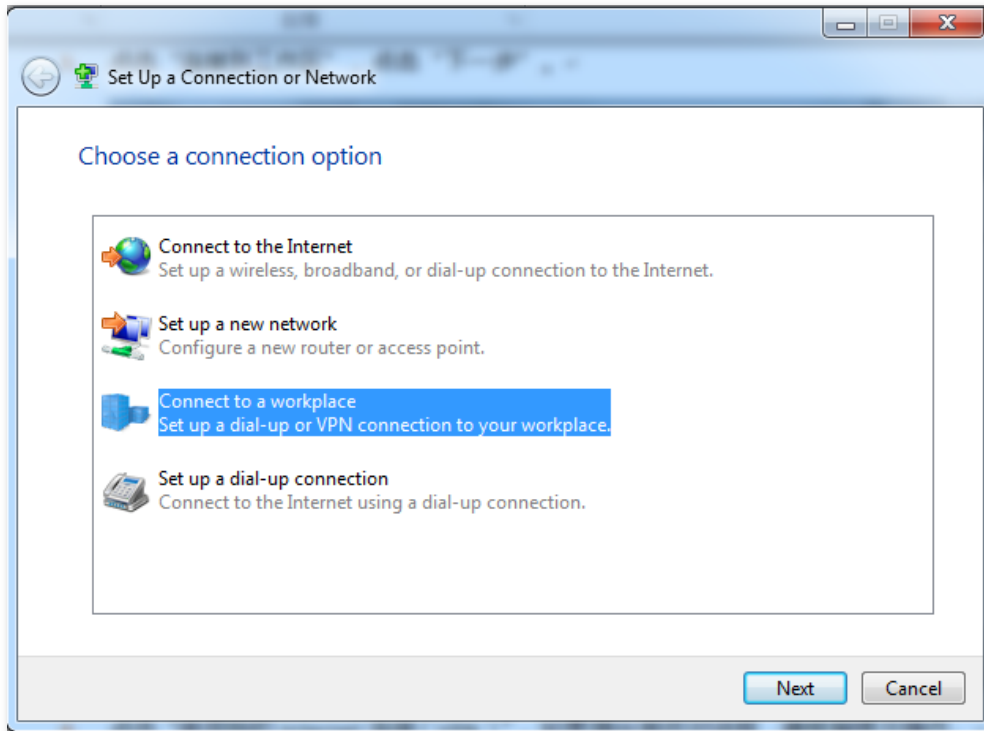 Set Up a Connection or Network
Choose a connection option
Connect to the Internet
Set up a wireless, broadband, or dial-up connection to the Internet.
Set up a new network
Configure a new router or access point.
Connect to a workplace
Set up a dial-up or VPN connection to your workplace.
Set up a dial-up connection
Connect to the Internet using a dial-up connection.
Next
Cancel